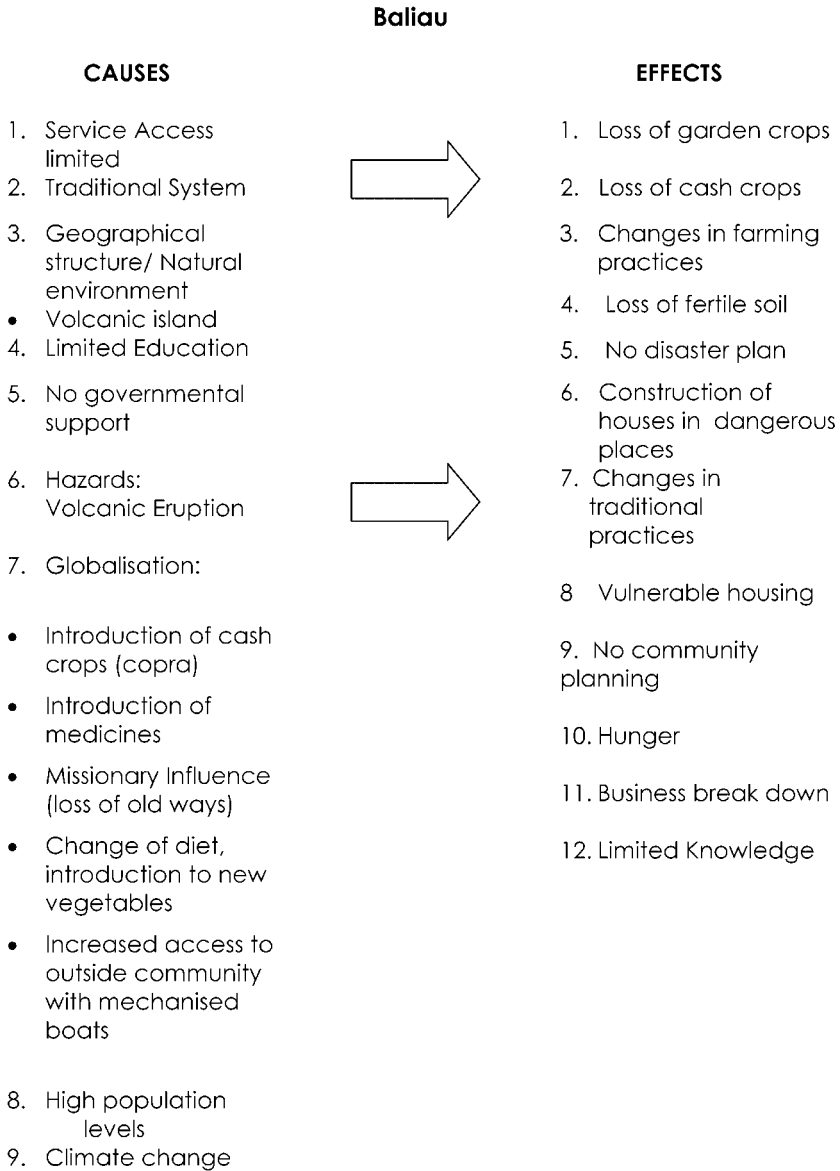 Baliau
CAUSES
1. Service Access
limited
2. Traditional System
3. Geographical
structure/ Natural
environment
• Volcanic island
4. Limited Education
5. No governmental
support
6. Hazards:
Volcanic Eruption
7. Globalisation:
• Introduction of cash
crops (copra)
• Introduction of
medicines
• Missionary Influence
(loss of old ways)
• Change of diet,
introduction to new
vegetables
• Increased access to
outside community
with mechanised
boats
8. High population
levels
9. Climate change
EFFECTS
1. Loss of garden crops
2. Loss of cash crops
3. Changes in farming
practices
4. Loss of fertile soil
5. No disaster plan
6. Construction of
houses in dangerous
places
7. Changes in
traditional
practices
8 Vulnerable housing
9. No community
planning
10. Hunger
11. Business break down
12. Limited Knowledge